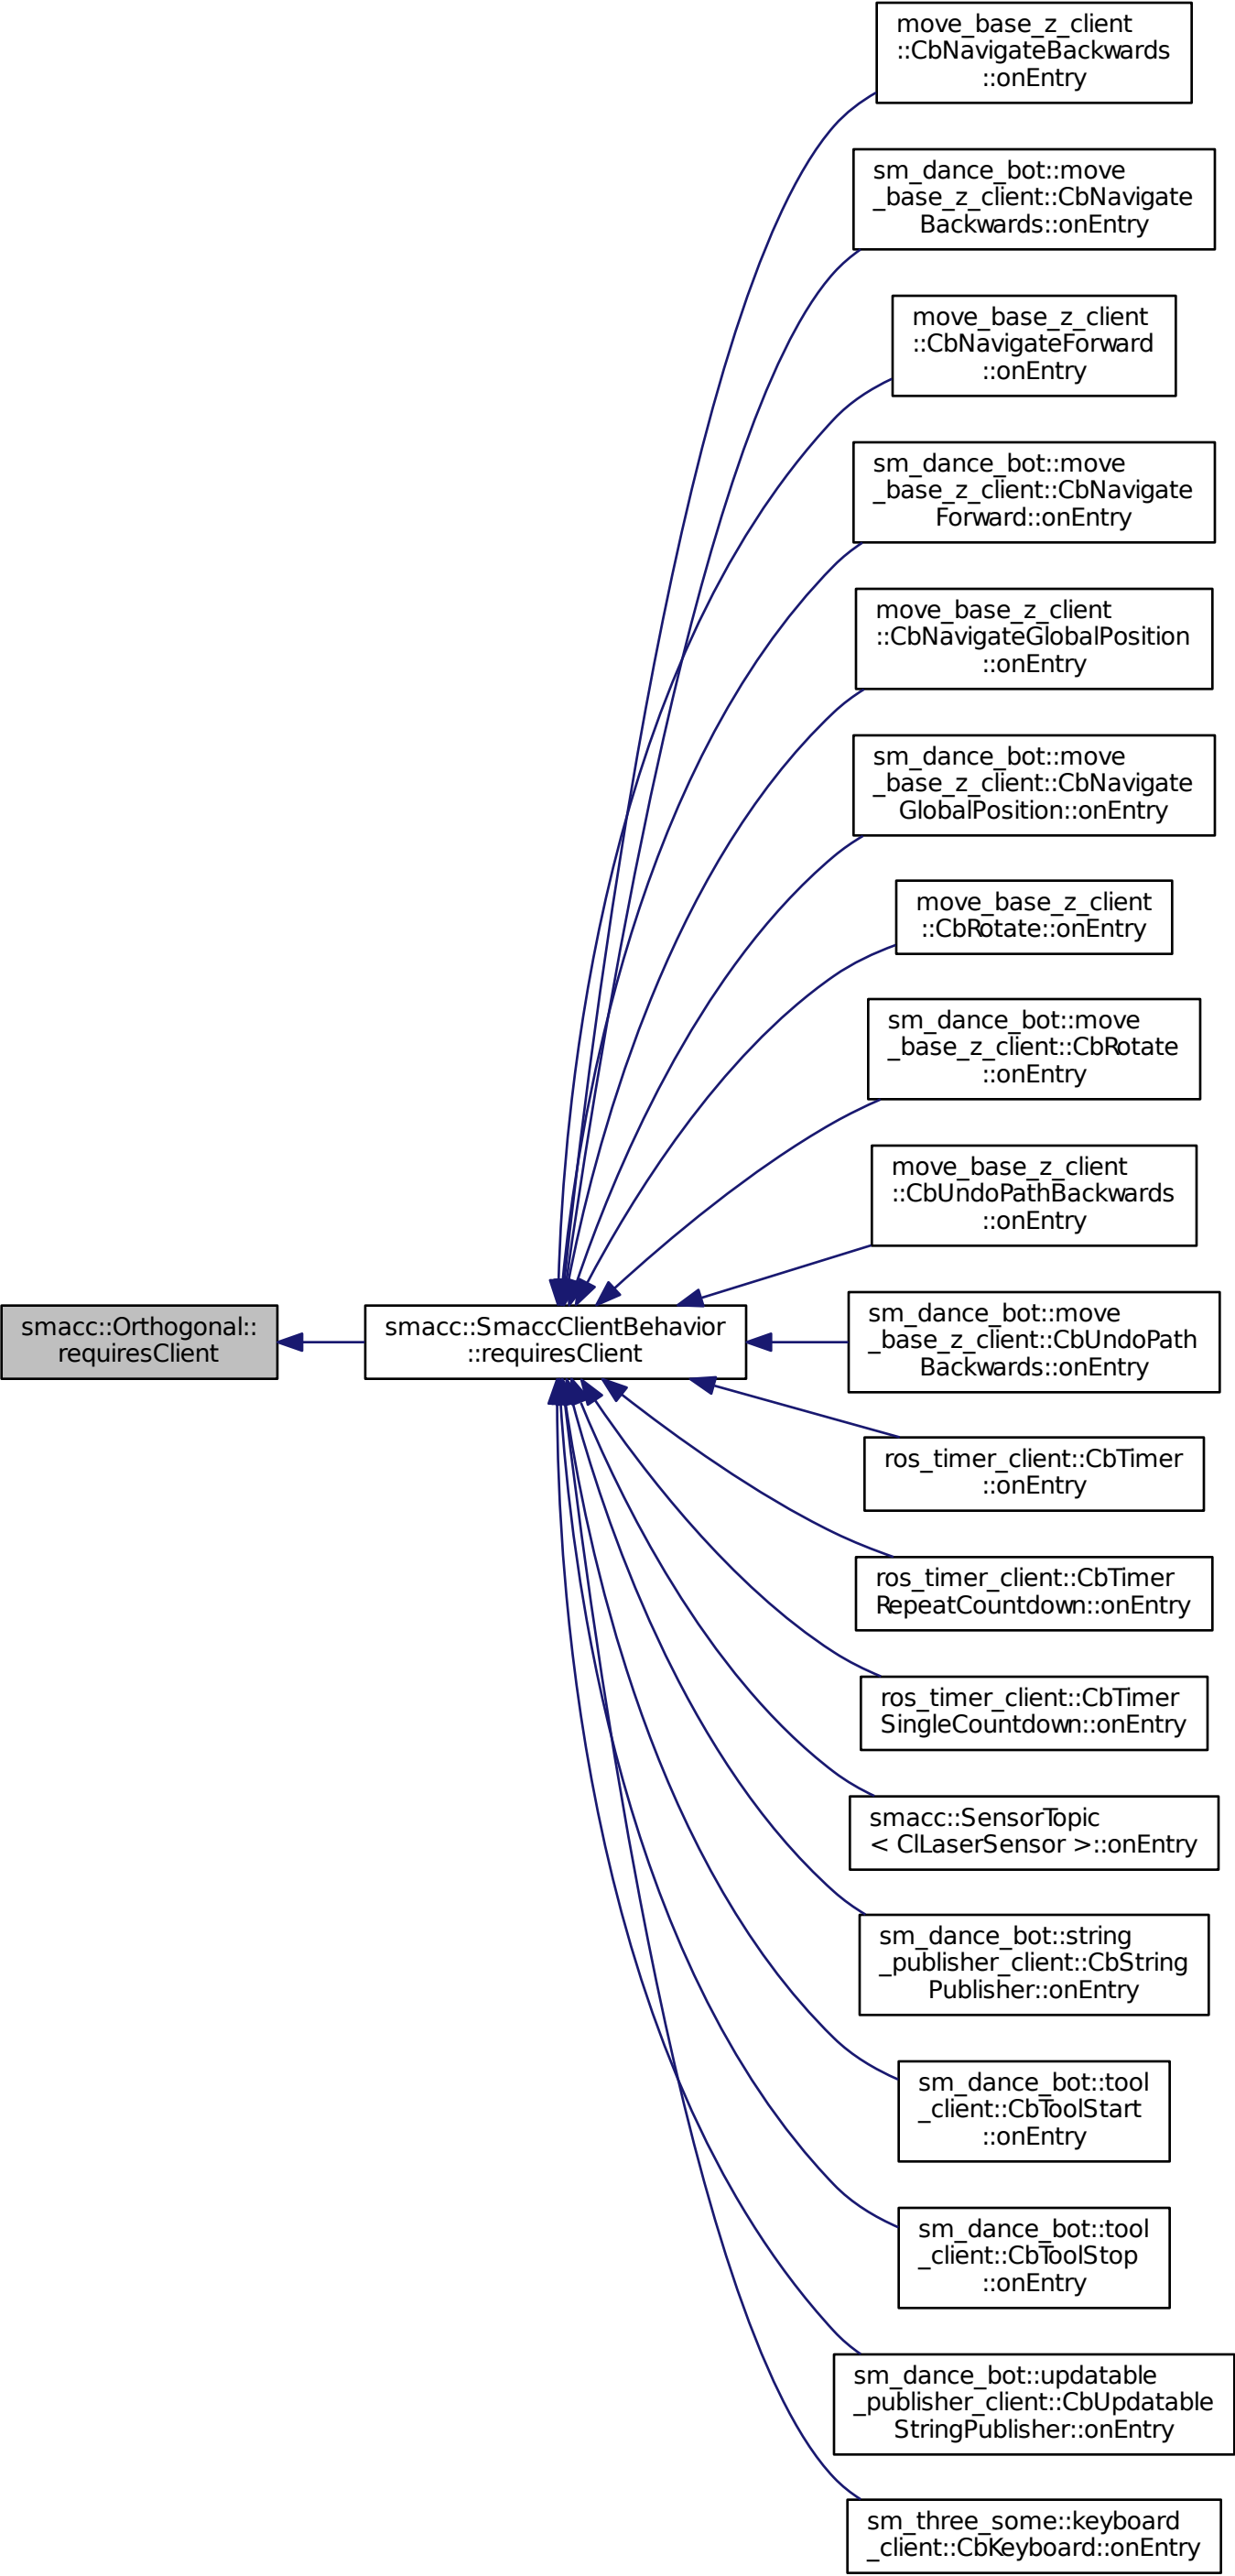 move_base_z_client
::CbNavigateBackwards
::onEntry
sm_dance_bot::move
_base_z_client::CbNavigate
Backwards::onEntry
move_base_z_client
::CbNavigateForward
::onEntry
sm_dance_bot::move
_base_z_client::CbNavigate
Forward::onEntry
move_base_z_client
::CbNavigateGlobalPosition
::onEntry
sm_dance_bot::move
_base_z_client::CbNavigate
GlobalPosition::onEntry
move_base_z_client
::CbRotate::onEntry
sm_dance_bot::move
_base_z_client::CbRotate
::onEntry
move_base_z_client
::CbUndoPathBackwards
::onEntry
smacc::Orthogonal::
requiresClient
smacc::SmaccClientBehavior
::requiresClient
sm_dance_bot::move
_base_z_client::CbUndoPath
Backwards::onEntry
ros_timer_client::CbTimer
::onEntry
ros_timer_client::CbTimer
RepeatCountdown::onEntry
ros_timer_client::CbTimer
SingleCountdown::onEntry
smacc::SensorTopic
< ClLaserSensor >::onEntry
sm_dance_bot::string
_publisher_client::CbString
Publisher::onEntry
sm_dance_bot::tool
_client::CbToolStart
::onEntry
sm_dance_bot::tool
_client::CbToolStop
::onEntry
sm_dance_bot::updatable
_publisher_client::CbUpdatable
StringPublisher::onEntry
sm_three_some::keyboard
_client::CbKeyboard::onEntry